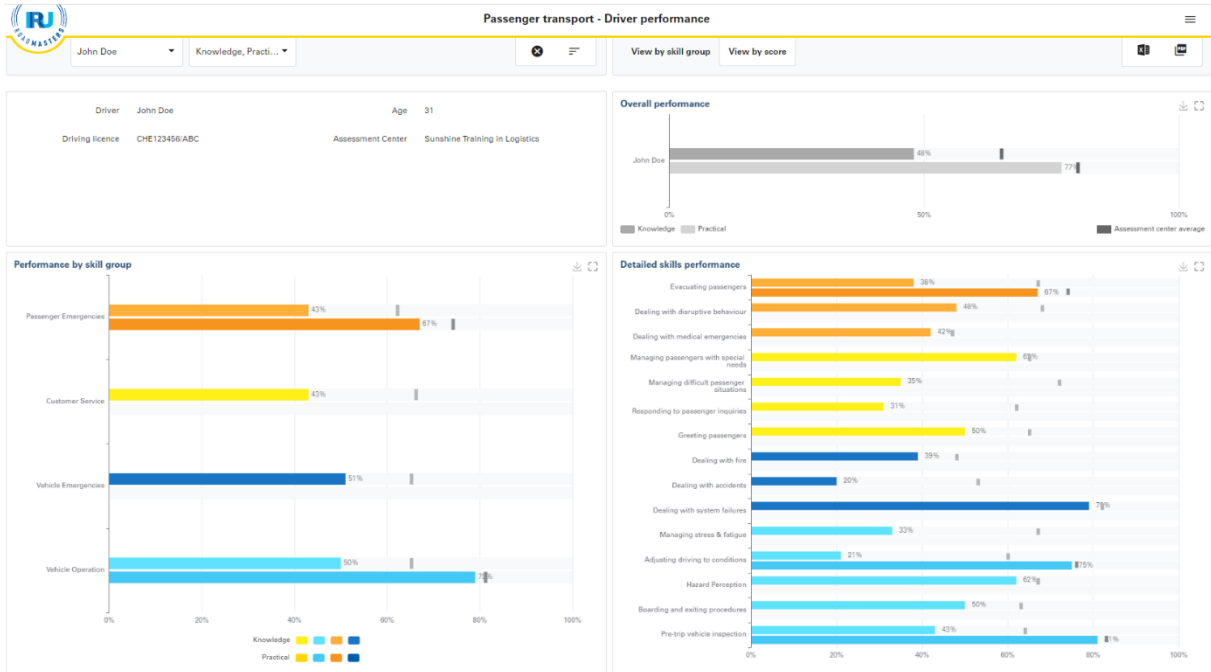 IRU
ROADMASTERS
Passenger transport - Driver performance
John Doe
Knowledge, Practi...
View by skill group
View by score
Driver John Doe Age 31
Driving licence CHE123456/ABC Assessment Center Sunshine Training in Logistics
Overall performance
John Doe
48%
77%
0% 50% 100%
Knowledge Practical Assessment center average
Performance by skill group
Passenger Emergencies
43%
67%
Customer Service
43%
Vehicle Emergencies
51%
Vehicle Operation
50%
0% 20% 40% 60% 80% 100%
Knowledge
Practical
Detailed skills performance
Evacuating passengers
38%
67%
Dealing with disruptive behaviour
48%
Dealing with medical emergencies
42%
Managing passengers with special
needs
Managing difficult passenger
situations
35%
Responding to passenger inquiries
31%
Greeting passengers
50%
Dealing with fire
39%
Dealing with accidents
20%
Dealing with system failures
Managing stress & fatigue
33%
Adjusting driving to conditions
21%
75%
Hazard Perception
62%
Boarding and exiting procedures
50%
Pre-trip vehicle inspection
43%
0% 20% 40% 60% 80% 100%